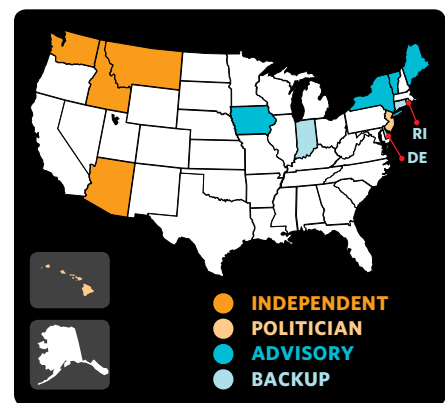 RI
DE
INDEPENDENT
POLITICIAN
ADVISORY
BACKUP